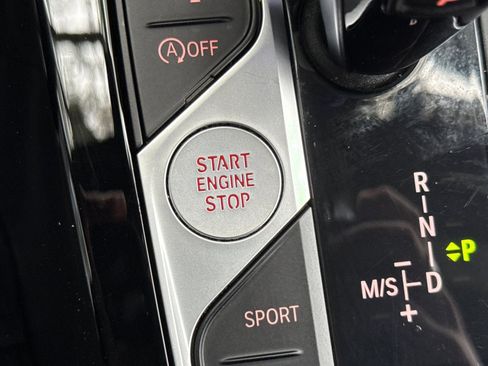 A OFF
START
ENGINE
STOP
SPORT
R
N
P
M/S
D